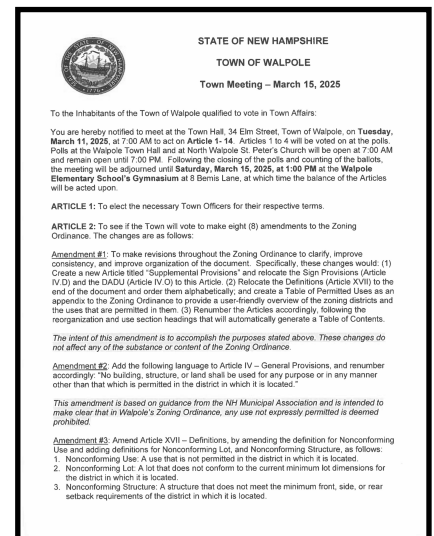 STATE OF NEW HAMPSHIRE
TOWN OF WALPOLE
Town Meeting – March 15, 2025
To the Inhabitants of the Town of Walpole qualified to vote in Town Affairs:
You are hereby notified to meet at the Town Hall, 34 Elm Street, Town of Walpole, on Tuesday,
March 11, 2025, at 7:00 AM to act on Article 1- 14. Articles 1 to 4 will be voted on at the polls.
Polls at the Walpole Town Hall and at North Walpole St. Peter's Church will be open at 7:00 AM
and remain open until 7:00 PM. Following the closing of the polls and counting of the ballots,
the meeting will be adjourned until Saturday, March 15, 2025, at 1:00 PM at the Walpole
Elementary School's Gymnasium at 8 Bemis Lane, at which time the balance of the Articles
will be acted upon.
ARTICLE 1: To elect the necessary Town Officers for their respective terms.
ARTICLE 2: To see if the Town will vote to make eight (8) amendments to the Zoning
Ordinance. The changes are as follows:
Amendment #1: To make revisions throughout the Zoning Ordinance to clarify, improve
consistency, and improve organization of the document. Specifically, these changes would: (1)
Create a new Article titled "Supplemental Provisions" and relocate the Sign Provisions (Article
IV.D) and the DADU (Article IV.O) to this Article. (2) Relocate the Definitions (Article XVII) to the
end of the document and order them alphabetically; and create a Table of Permitted Uses as an
appendix to the Zoning Ordinance to provide a user-friendly overview of the zoning districts and
the uses that are permitted in them. (3) Renumber the Articles accordingly, following the
reorganization and use section headings that will automatically generate a Table of Contents.
The intent of this amendment is to accomplish the purposes stated above. These changes do
not affect any of the substance or content of the Zoning Ordinance.
Amendment #2: Add the following language to Article IV – General Provisions, and renumber
accordingly: "No building, structure, or land shall be used for any purpose or in any manner
other than that which is permitted in the district in which it is located."
This amendment is based on guidance from the NH Municipal Association and is intended to
make clear that in Walpole's Zoning Ordinance, any use not expressly permitted is deemed
prohibited.
Amendment #3: Amend Article XVII – Definitions, by amending the definition for Nonconforming
Use and adding definitions for Nonconforming Lot, and Nonconforming Structure, as follows:
1. Nonconforming Use: A use that is not permitted in the district in which it is located.
2. Nonconforming Lot: A lot that does not conform to the current minimum lot dimensions for
the district in which it is located.
3. Nonconforming Structure: A structure that does not meet the minimum front, side, or rear
setback requirements of the district in which it is located.